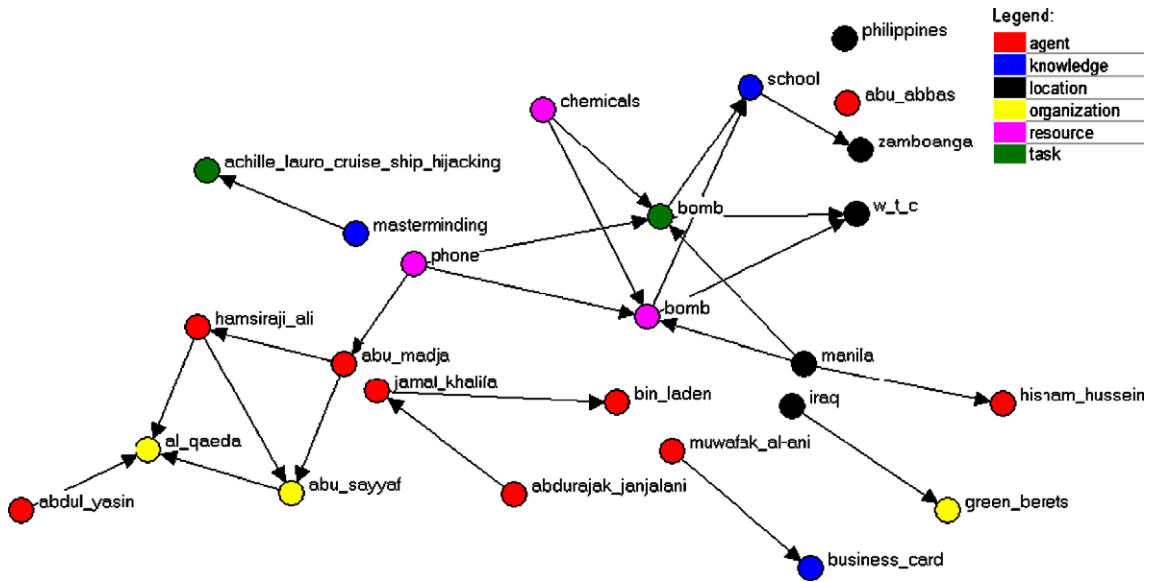 Legend:
philippines
agent
school
knowledge
chemicals
abu_abbas
location
zamboanga
organization
resource
achille_lauro_cruise_ship_hijacking
task
bomb
w_t_c
masterminding
phone
hamsiraji_ali
bomb
abu_madja
manila
jamal_khalifa
bin_laden
iraq
hisham_hussein
al_qaeda
muwafak_al-ani
abu_sayyaf
abdurajak_janjalani
abdul_yasin
green_berets
business_card